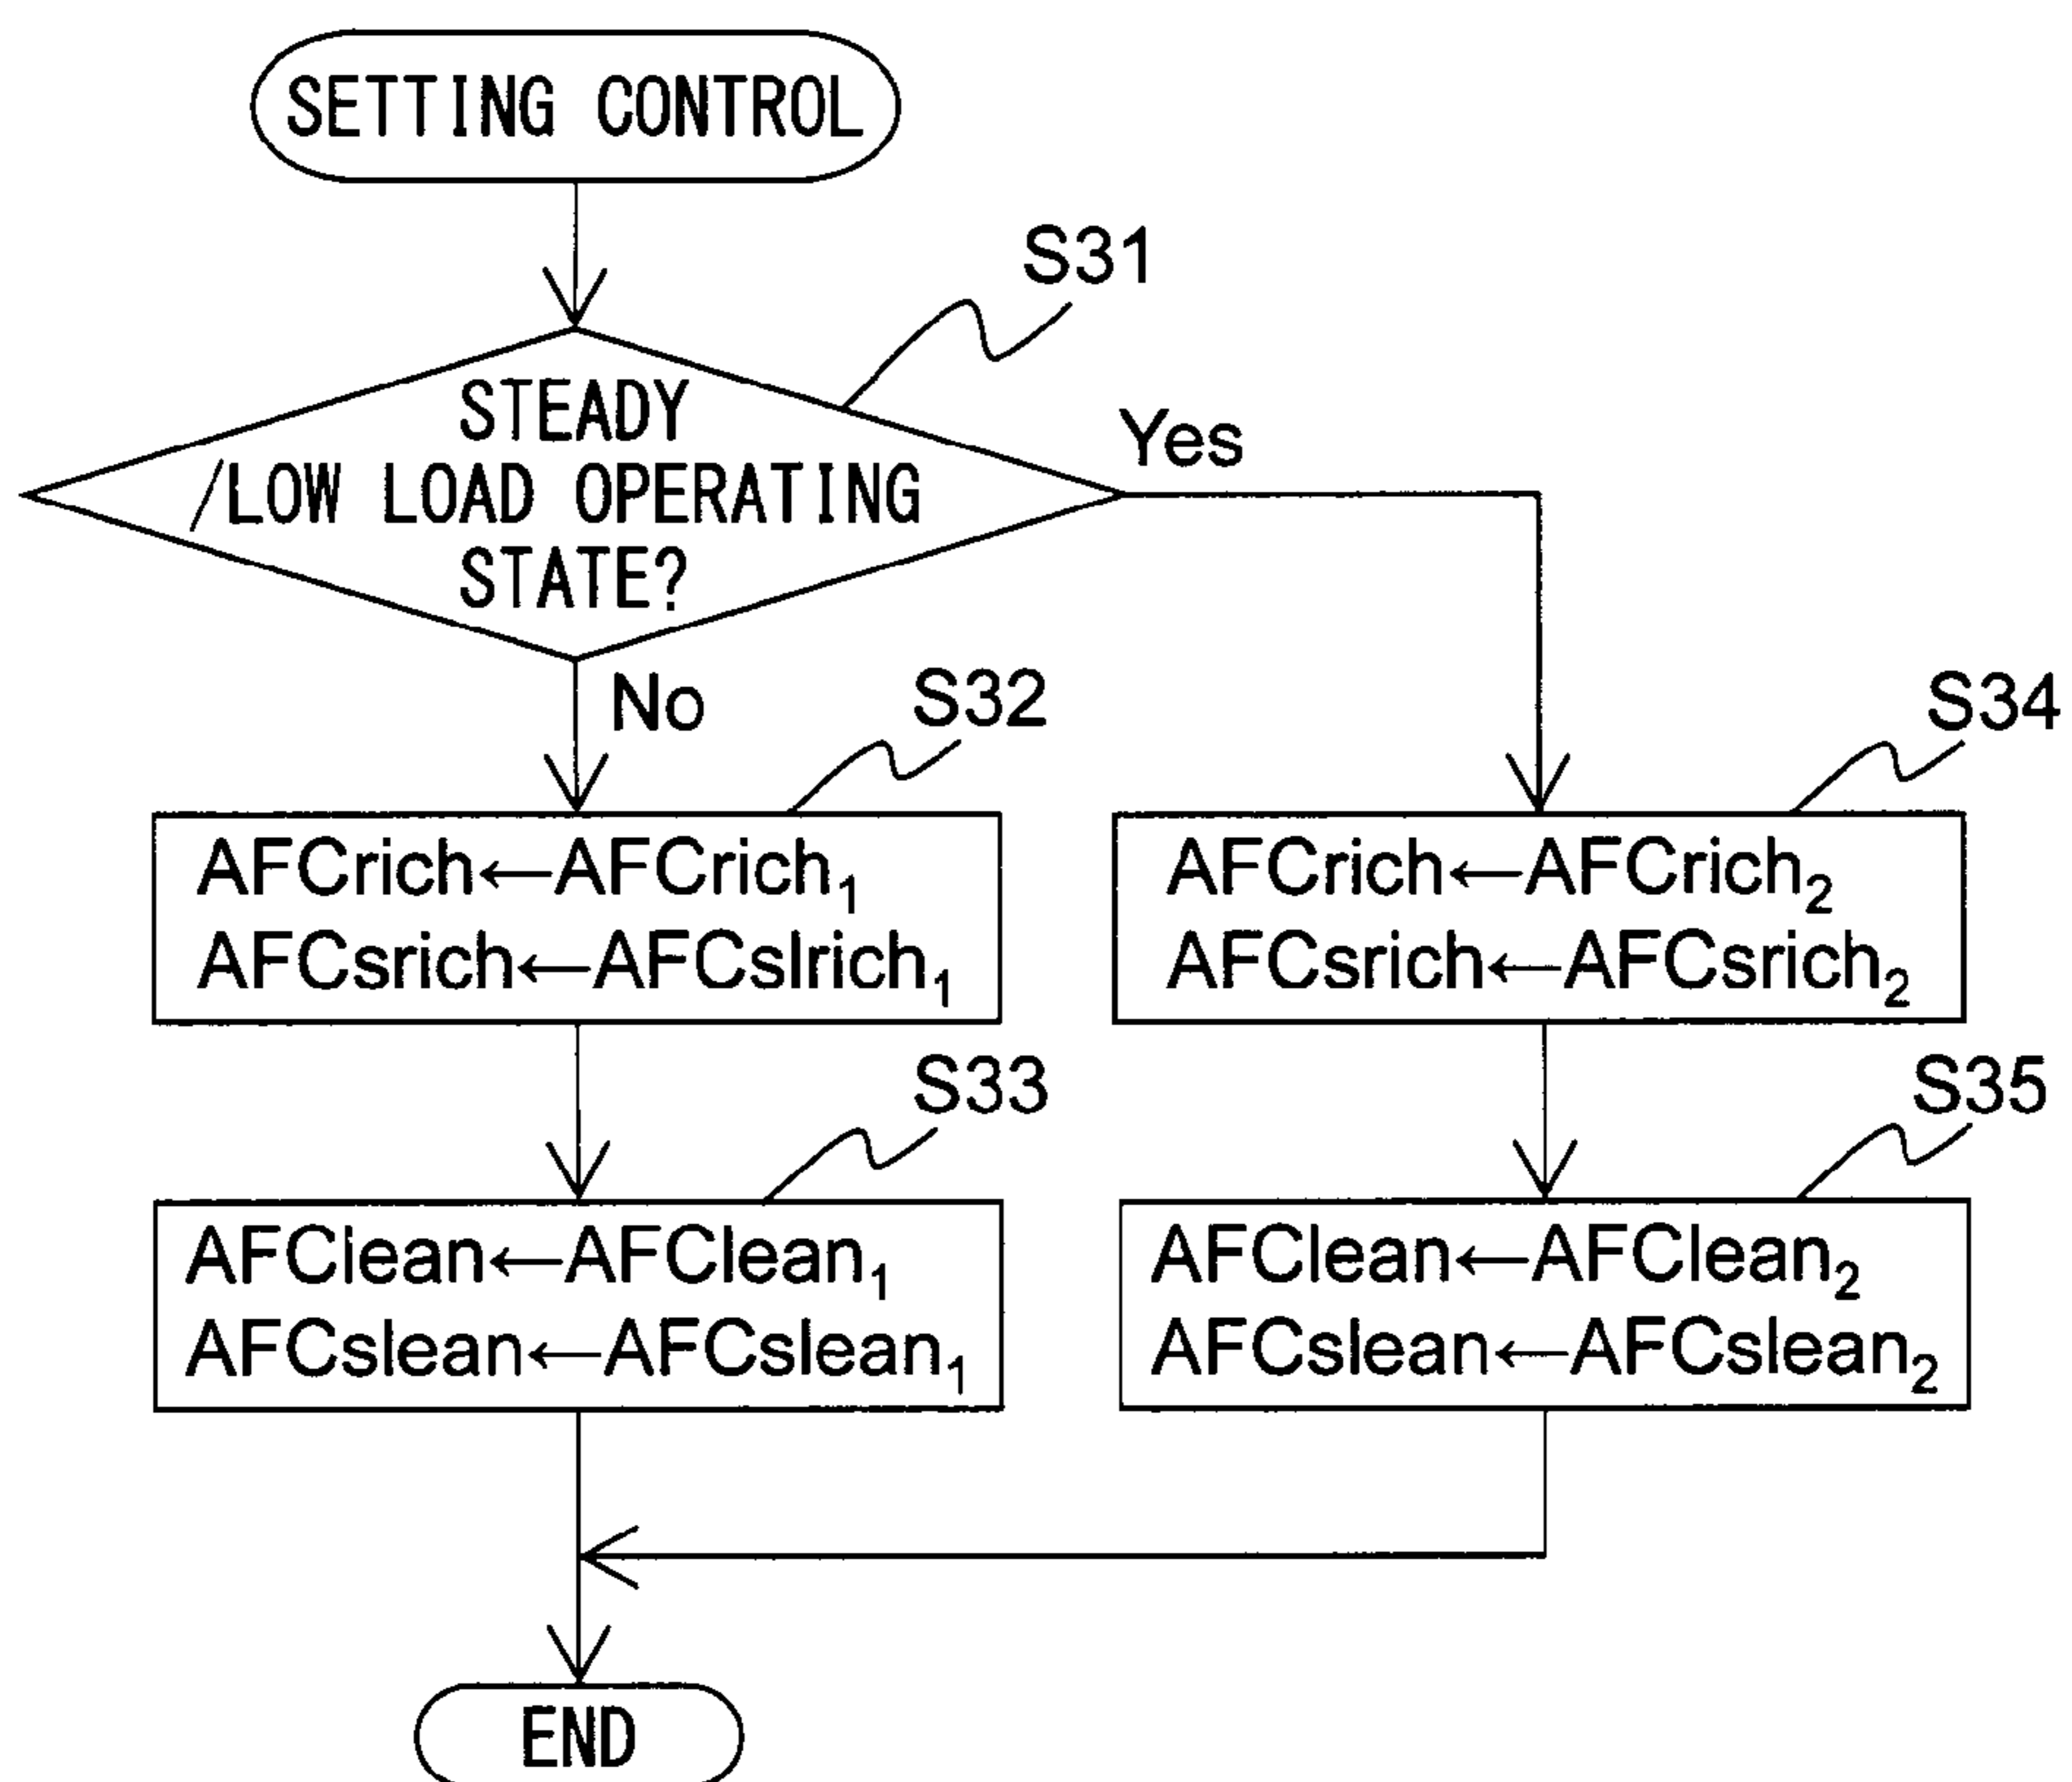 SETTING CONTROL
S31
STEADY
/LOW LOAD OPERATING
STATE?
Yes
No
S32
AFCrich←AFCrich₁
AFCsrich←AFCslrich₁
S34
AFCrich←AFCrich₂
AFCsrich←AFCsrich₂
S33
AFClean←AFClean₁
AFCslean←AFCslean₁
S35
AFClean←AFClean₂
AFCslean←AFCslean₂
END